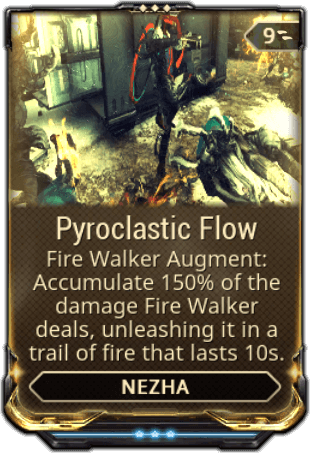 9
Pyroclastic Flow
Fire Walker Augment:
Accumulate 150% of the
damage Fire Walker
deals, unleashing it in a
trail of fire that lasts 10s.
NEZHA